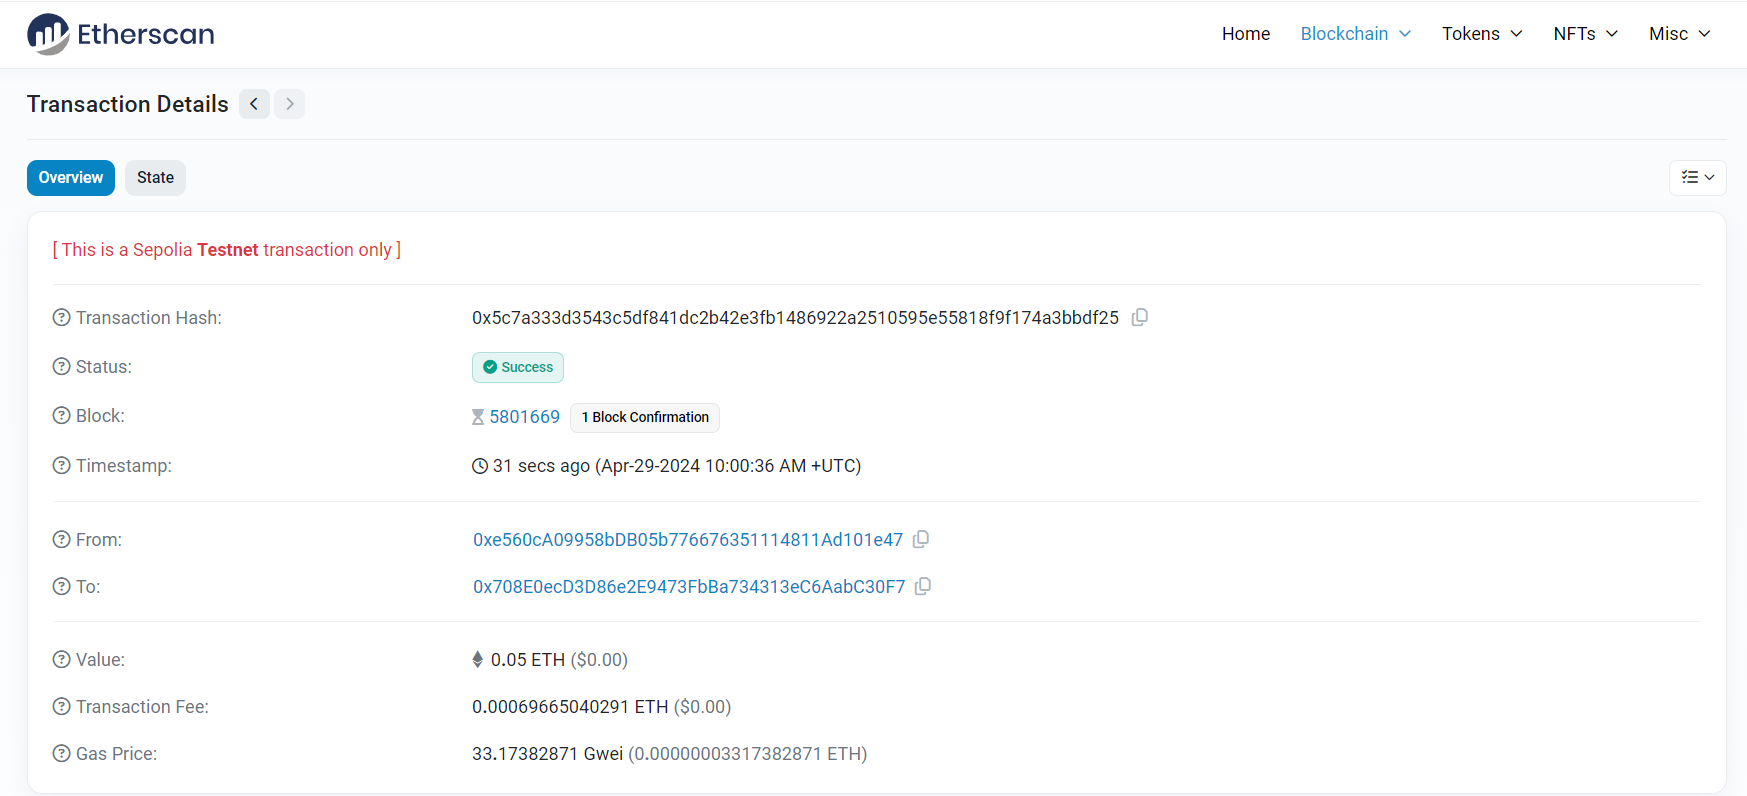 Etherscan
Home Blockchain Tokens NFTs Misc
Transaction Details
Overview State
[ This is a Sepolia Testnet transaction only ]
Transaction Hash: 0x5c7a333d3543c5df841dc2b42e3fb1486922a2510595e55818f9f174a3bbdf25
Status: Success
Block: 5801669 1 Block Confirmation
Timestamp: 31 secs ago (Apr-29-2024 10:00:36 AM +UTC)
From: 0xe560cA09958bDB05b776676351114811Ad101e47
To: 0x708E0ecD3D86e2E9473FbBa734313eC6AabC30F7
Value: 0.05 ETH ($0.00)
Transaction Fee: 0.00069665040291 ETH ($0.00)
Gas Price: 33.17382871 Gwei (0.00000003317382871 ETH)